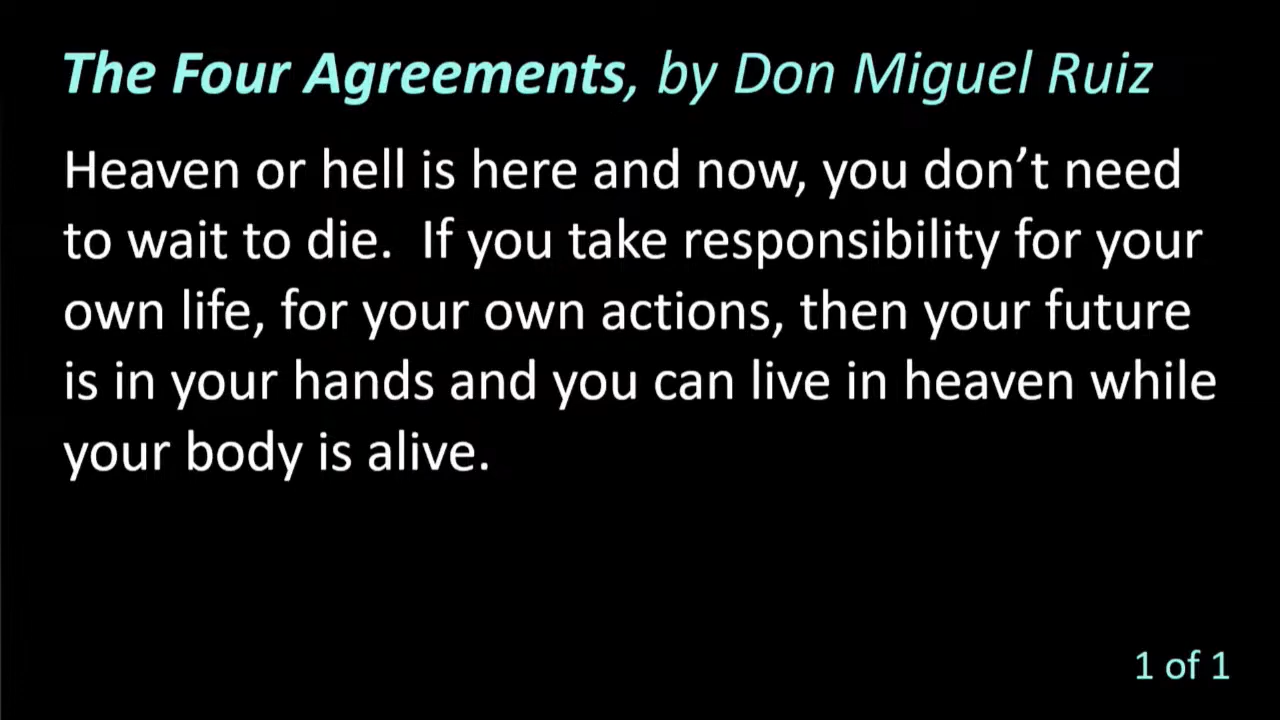 The Four Agreements, by Don Miguel Ruiz
Heaven or hell is here and now, you don’t need
to wait to die.  If you take responsibility for your
own life, for your own actions, then your future
is in your hands and you can live in heaven while
your body is alive.
1 of 1